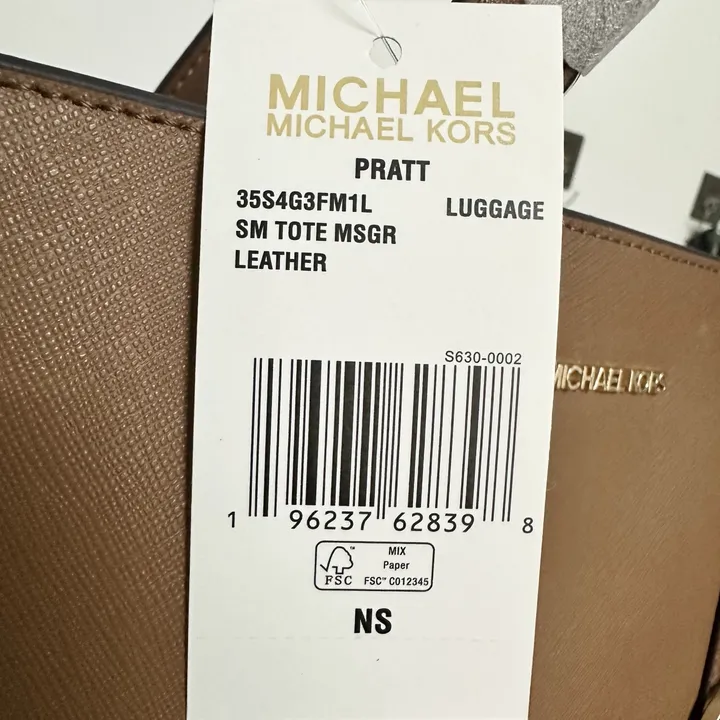 MICHAEL
MICHAEL KORS
PRATT
35S4G3FM1L LUGGAGE
SM TOTE MSGR
LEATHER
S630-0002
MICHAEL KORS
1 96237 62839 8
MIX
Paper
FSC FSC™ C012345
NS